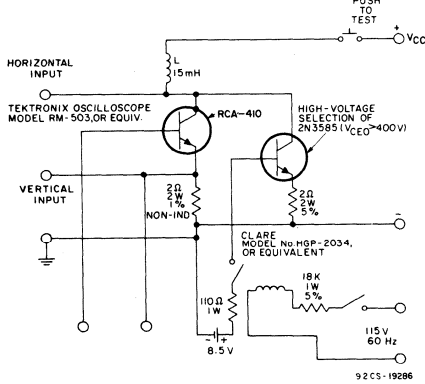 PUSH
TO
TEST
+
VCC
L
15mH
HORIZONTAL
INPUT
RCA-410
TEKTRONIX OSCILLOSCOPE
MODEL RM-503,OR EQUIV.
HIGH-VOLTAGE
SELECTION OF
2N3585 (VCEO>400V)
VERTICAL
INPUT
2Ω
2W
1%
NON-IND
2Ω
2W
5%
-
CLARE
MODEL No.HGP-2034,
OR EQUIVALENT
18K
1W
5%
110Ω
1W
- +
8.5V
115V
60 Hz
92CS-19286